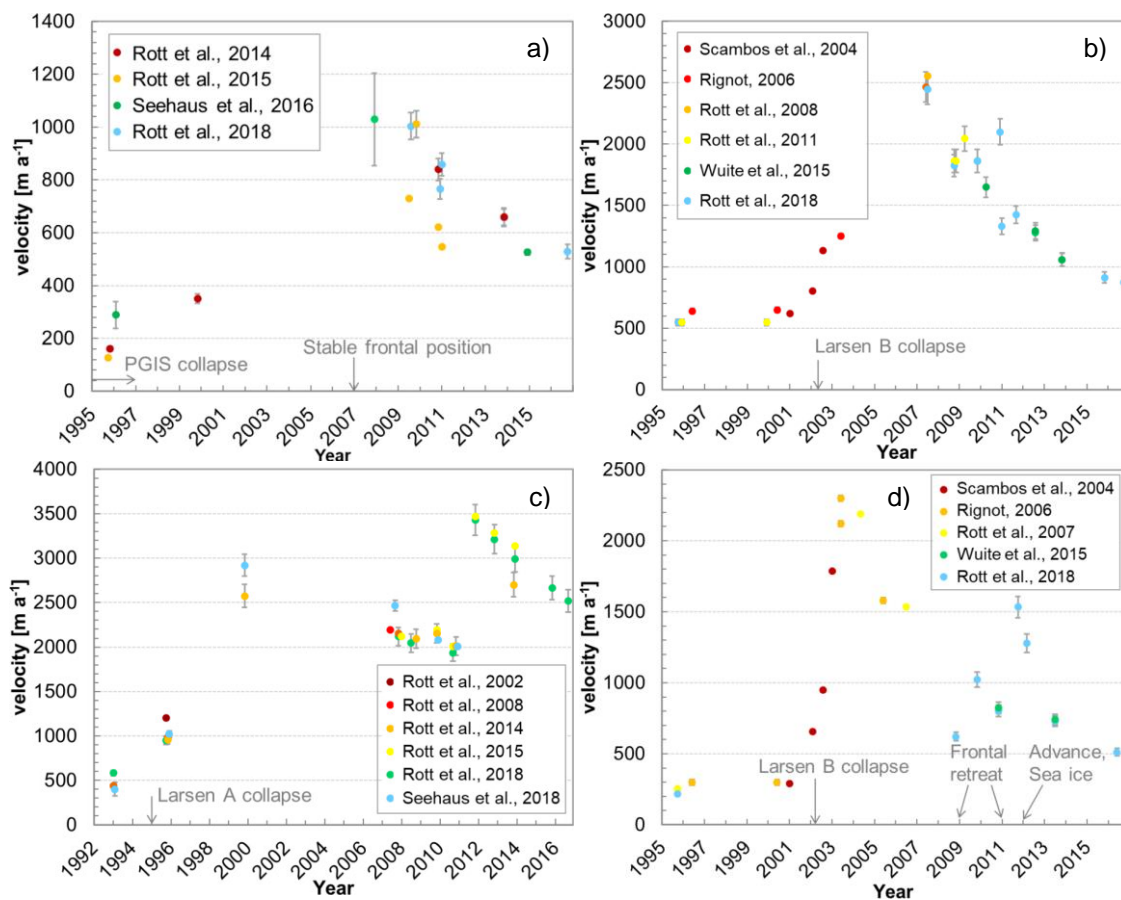 a)
velocity [m a-1]
1400
1200
1000
800
600
400
200
0
Rott et al., 2014
Rott et al., 2015
Seehaus et al., 2016
Rott et al., 2018
PGIS collapse
Stable frontal position
1995
1997
1999
2001
2003
2005
2007
2009
2011
2013
2015
Year
b)
velocity [m a-1]
3000
2500
2000
1500
1000
500
0
Scambos et al., 2004
Rignot, 2006
Rott et al., 2008
Rott et al., 2011
Wuite et al., 2015
Rott et al., 2018
Larsen B collapse
1995
1997
1999
2001
2003
2005
2007
2009
2011
2013
2015
Year
c)
velocity [m a-1]
4000
3500
3000
2500
2000
1500
1000
500
0
Rott et al., 2002
Rott et al., 2008
Rott et al., 2014
Rott et al., 2015
Rott et al., 2018
Seehaus et al., 2018
Larsen A collapse
1992
1994
1996
1998
2000
2002
2004
2006
2008
2010
2012
2014
2016
Year
d)
velocity [m a-1]
2500
2000
1500
1000
500
0
Scambos et al., 2004
Rignot, 2006
Rott et al., 2007
Wuite et al., 2015
Rott et al., 2018
Larsen B collapse
Frontal
retreat
Advance,
Sea ice
1995
1997
1999
2001
2003
2005
2007
2009
2011
2013
2015
Year